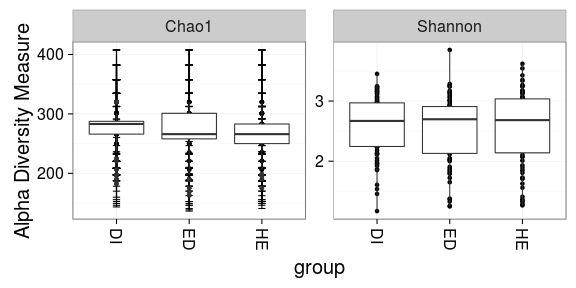 Chao1 Shannon
Alpha Diversity Measure
400
300
200
3
2
DI ED HE DI ED HE
group